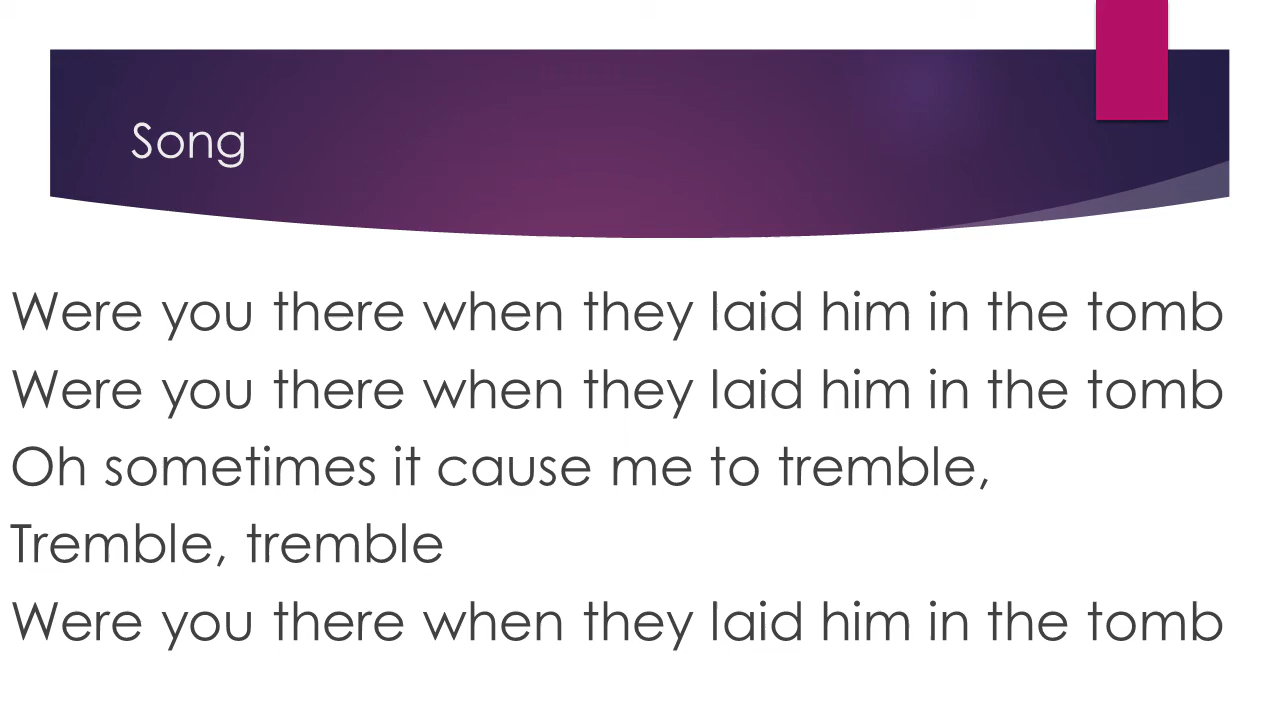 Song
Were you there when they laid him in the tomb
Were you there when they laid him in the tomb
Oh sometimes it cause me to tremble,
Tremble, tremble
Were you there when they laid him in the tomb